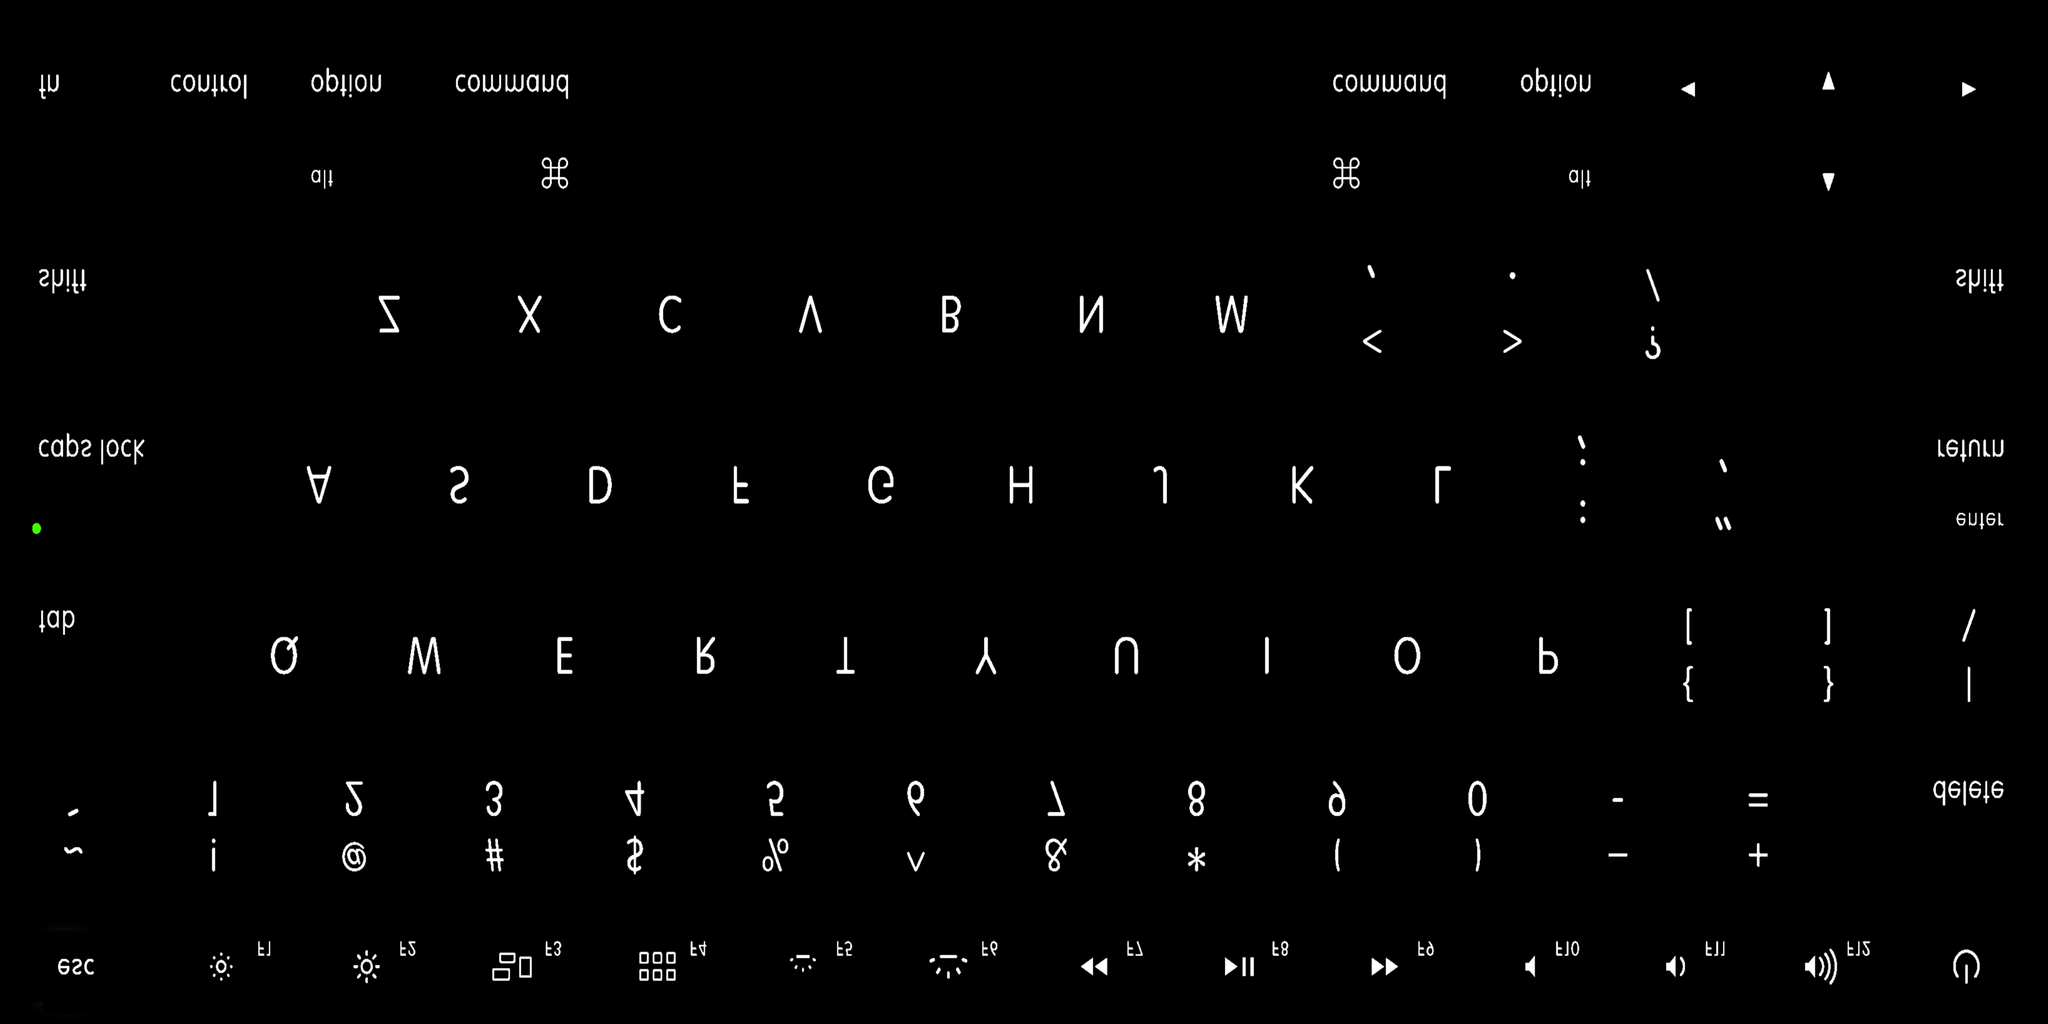 esc F1 F2 F3 F4 F5 F6 F7 F8 F9 F10 F11 F12
~ ! @ # $ % ^ & * ( ) _ +
` 1 2 3 4 5 6 7 8 9 0 - = delete
{ } |
Q W E R T Y U I O P
tab [ ] \
: " enter
A S D F G H J K L
caps lock ; ' return
< > ?
Z X C V B N M
shift , . / shift
alt ⌘ ⌘ alt
fn control option command command option